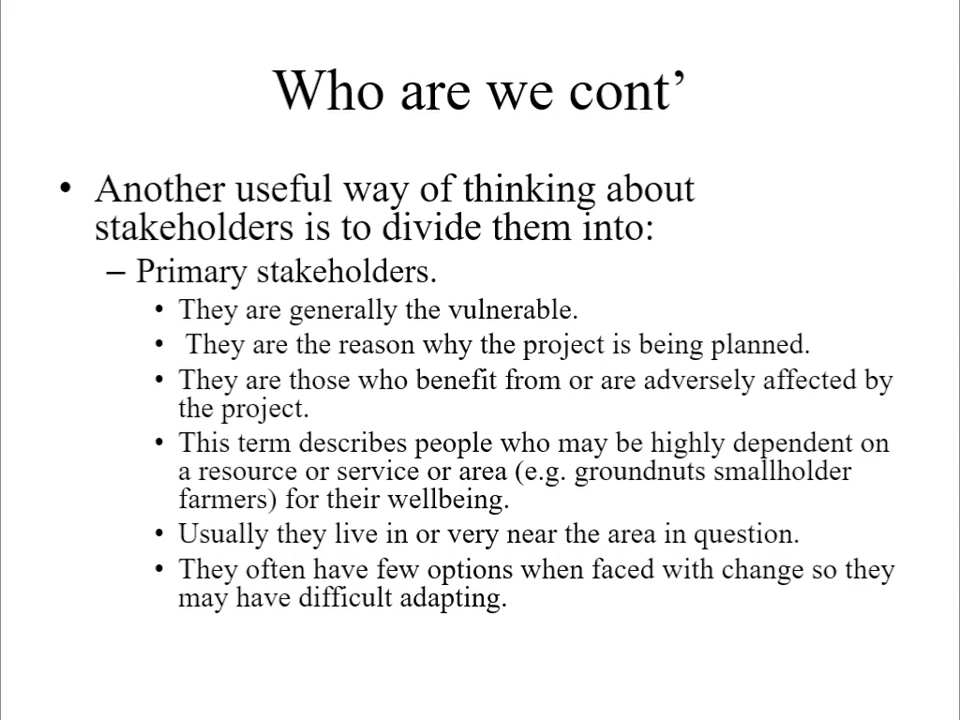 Who are we cont’
• Another useful way of thinking about
stakeholders is to divide them into:
– Primary stakeholders.
• They are generally the vulnerable.
• They are the reason why the project is being planned.
• They are those who benefit from or are adversely affected by
the project.
• This term describes people who may be highly dependent on
a resource or service or area (e.g. groundnuts smallholder
farmers) for their wellbeing.
• Usually they live in or very near the area in question.
• They often have few options when faced with change so they
may have difficult adapting.